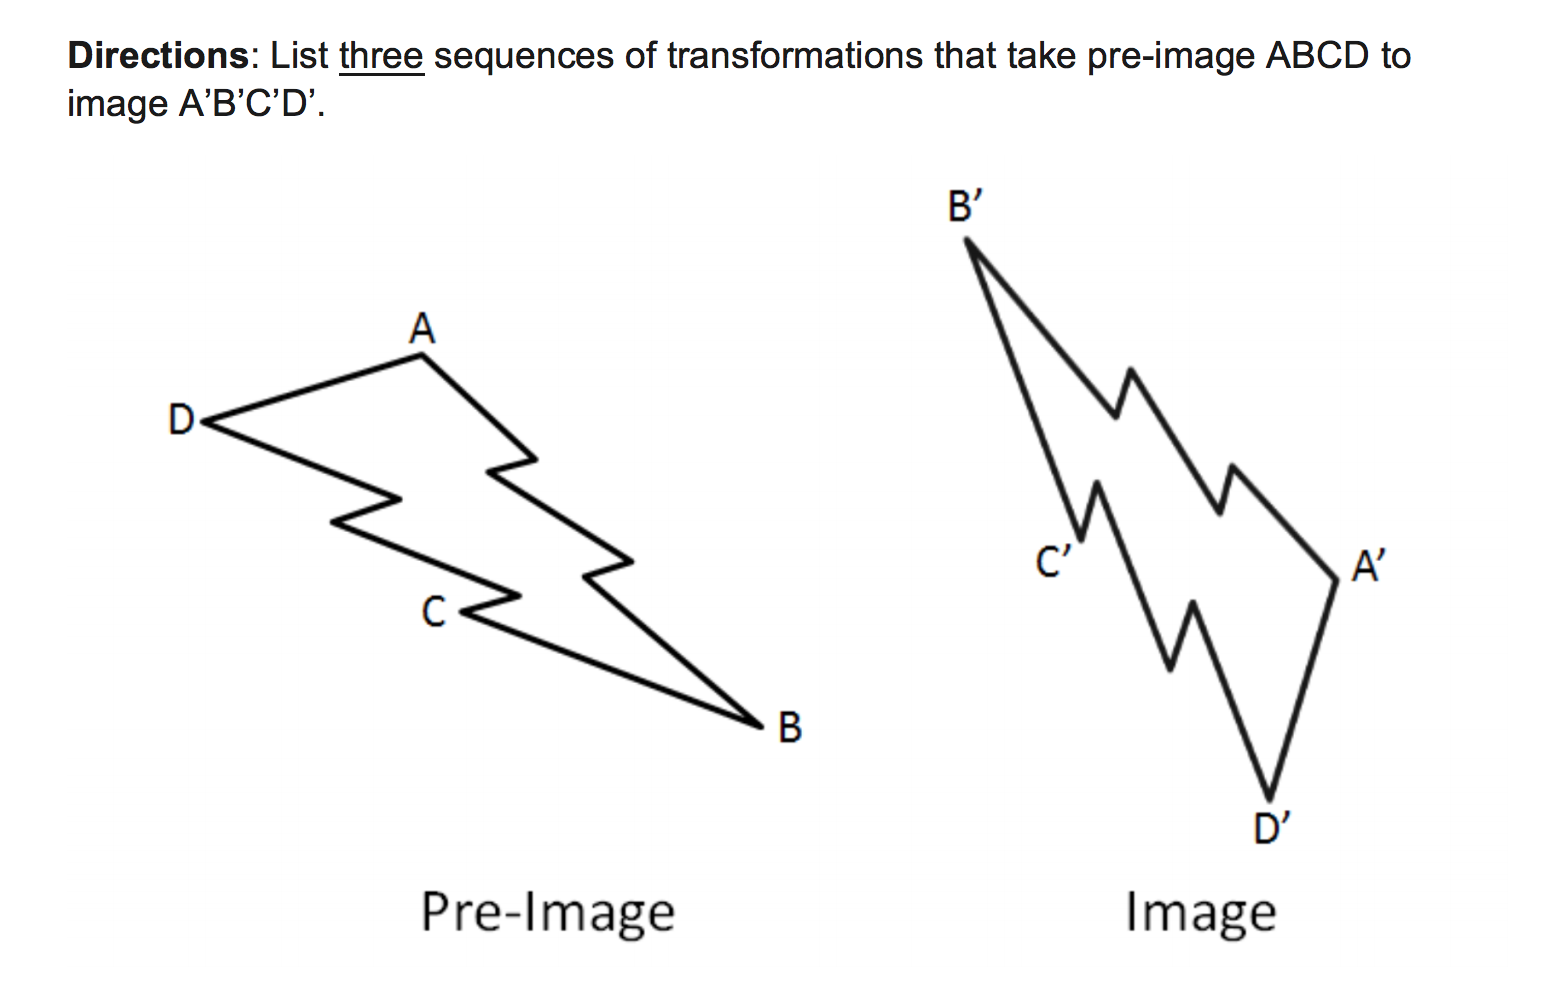 Directions: List three sequences of transformations that take pre-image ABCD to
image A’B’C’D’.
B′
A
D
C′
A′
C
B
D′
Pre-Image
Image